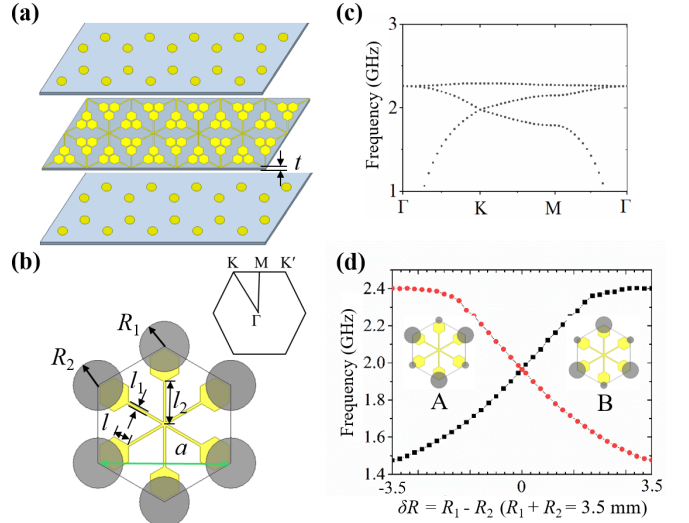 (a)
t
(b)
K M K′
Γ
R1
R2
l1
l2
l
a
(c)
Frequency (GHz)
3
2
1
Γ K M Γ
(d)
Frequency (GHz)
2.4
2.2
2.0
1.8
1.6
1.4
A B
-3.5 0 3.5
δR = R1 - R2 (R1 + R2 = 3.5 mm)